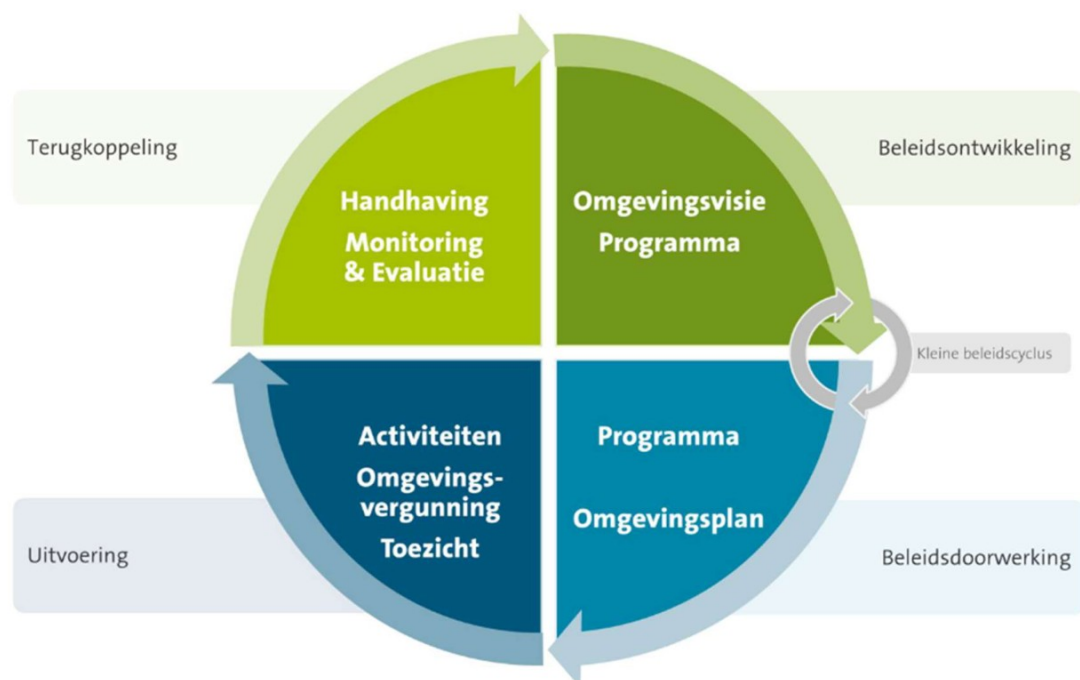 Terugkoppeling
Handhaving
Monitoring
& Evaluatie
Omgevingsvisie
Programma
Beleidsontwikkeling
Kleine beleidscyclus
Uitvoering
Activiteiten
Omgevings-
vergunning
Toezicht
Programma
Omgevingsplan
Beleidsdoorwerking